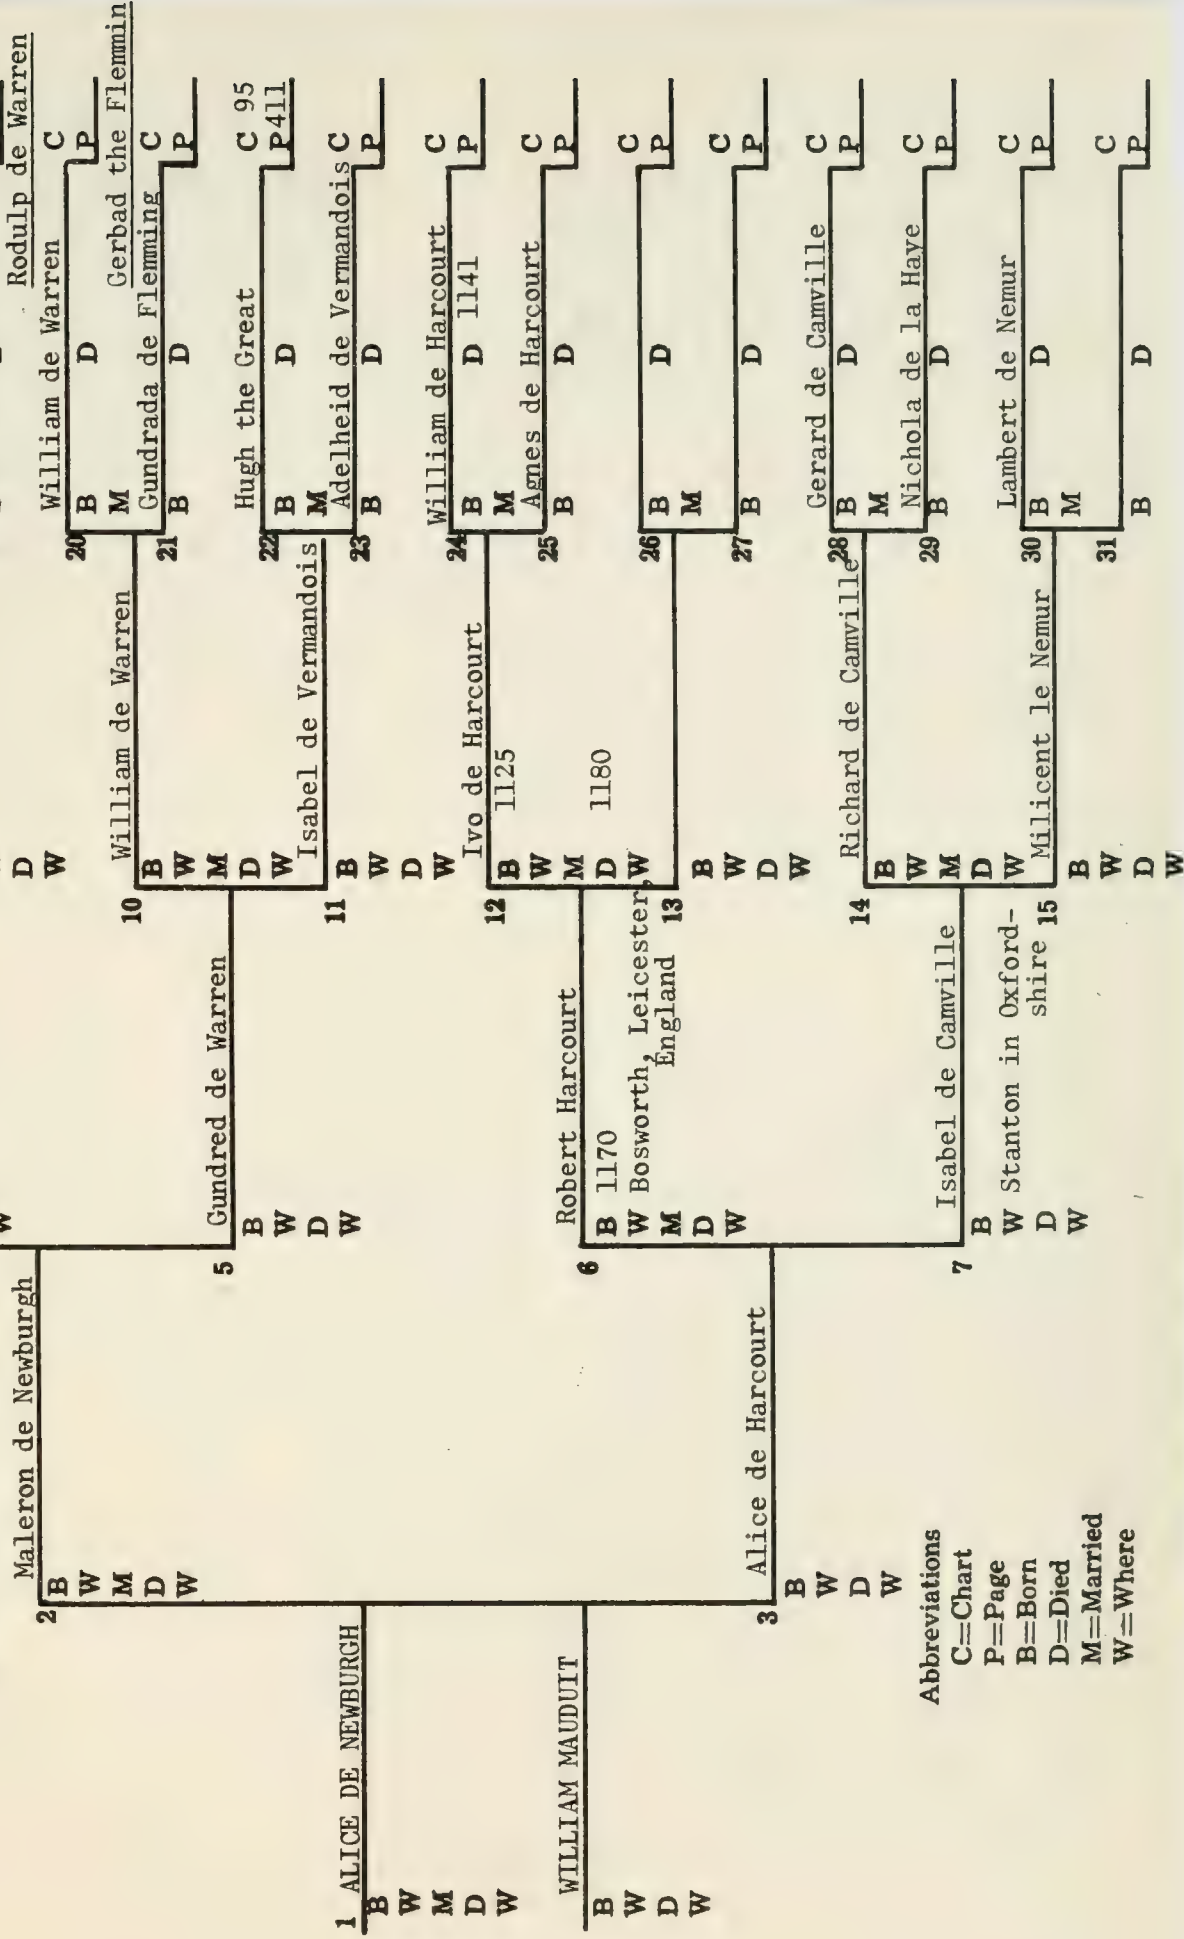 Rodulp de Warren
William de Warren
20
B
D
C
P
M
Gerbad the Flemmin
Gundrada de Flemming
21
B
D
C
P
William de Warren
10
B
W
M
D
W
Hugh the Great
22
B
D
C 95
P 411
M
Adelheid de Vermandois
23
B
D
C
P
Isabel de Vermandois
11
B
W
D
W
Gundred de Warren
5
B
W
D
W
D
W
W
Maleron de Newburgh
2
B
W
M
D
W
1 ALICE DE NEWBURGH
B
W
M
D
W
WILLIAM MAUDUIT
B
W
D
W
William de Harcourt
24
B
D 1141
C
P
M
Agnes de Harcourt
25
B
D
C
P
Ivo de Harcourt
12
B 1125
W
M
D 1180
W
26
B
D
C
P
M
27
B
D
C
P
13
B
W
D
W
Robert Harcourt
6
B 1170
W Bosworth, Leicester,
England
M
D
W
Gerard de Camville
28
B
D
C
P
M
Nichola de la Haye
29
B
D
C
P
Richard de Camville
14
B
W
M
D
W
Lambert de Nemur
30
B
D
C
P
M
31
B
D
C
P
Milicent le Nemur
15
B
W
D
W
Isabel de Camville
7
B
W Stanton in Oxford-
shire
D
W
Alice de Harcourt
3
B
W
D
W
Abbreviations
C=Chart
P=Page
B=Born
D=Died
M=Married
W=Where